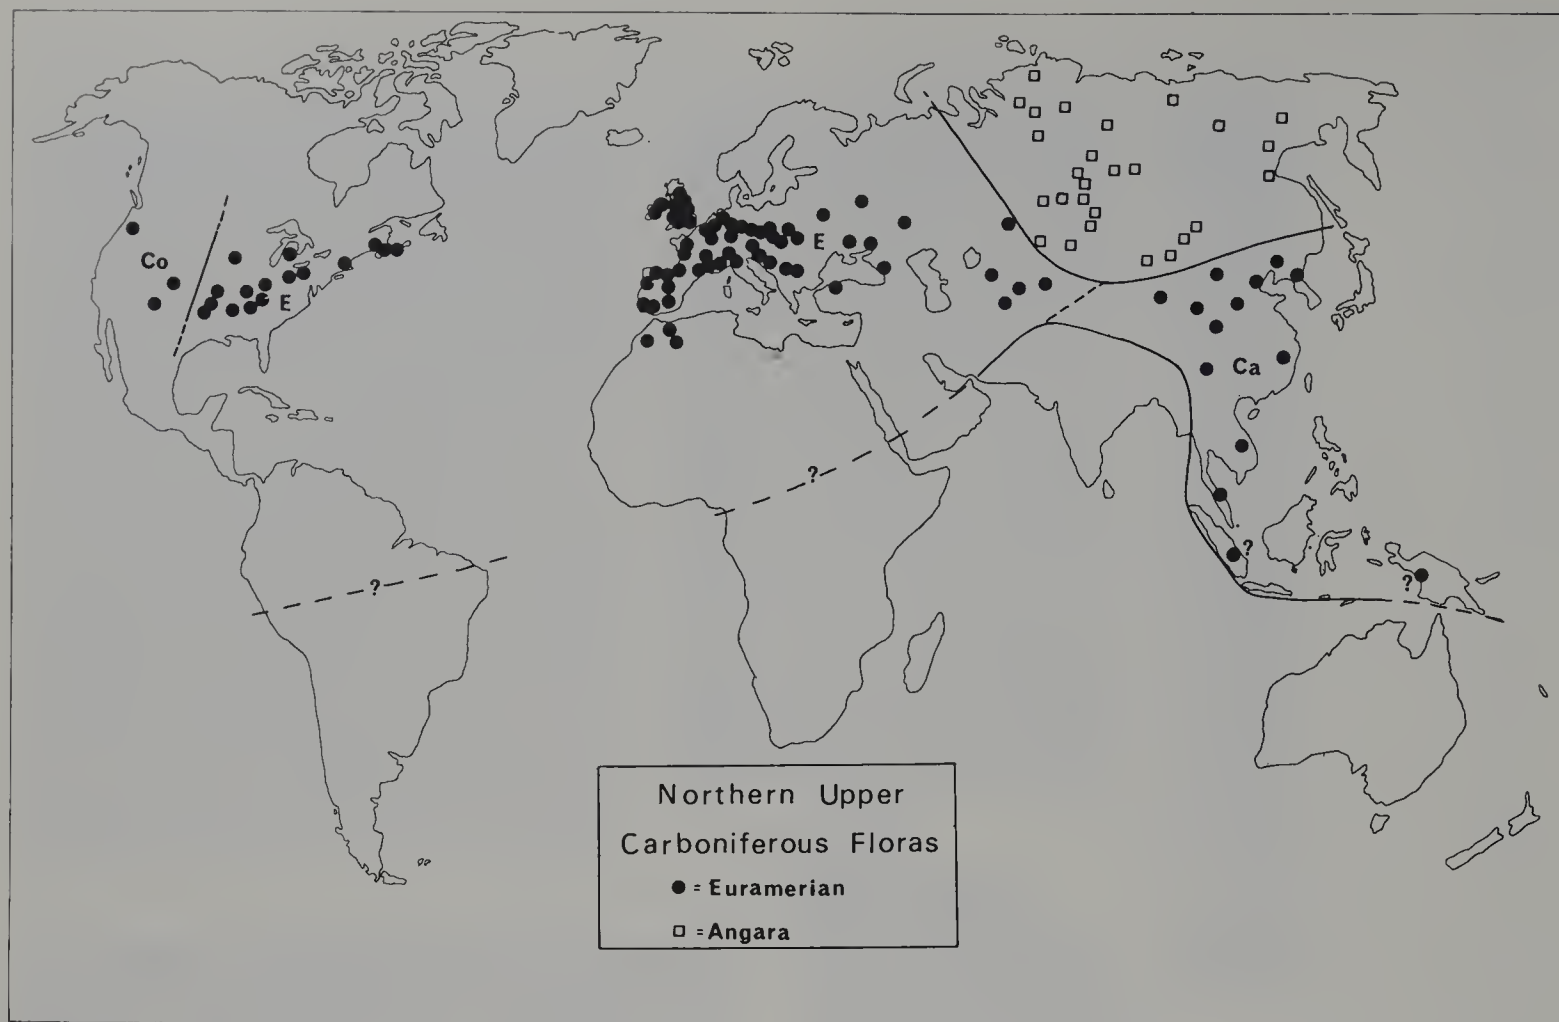 Co
E
E
Ca
?
?
?
?
Northern Upper
Carboniferous Floras
● = Euramerian
□ = Angara